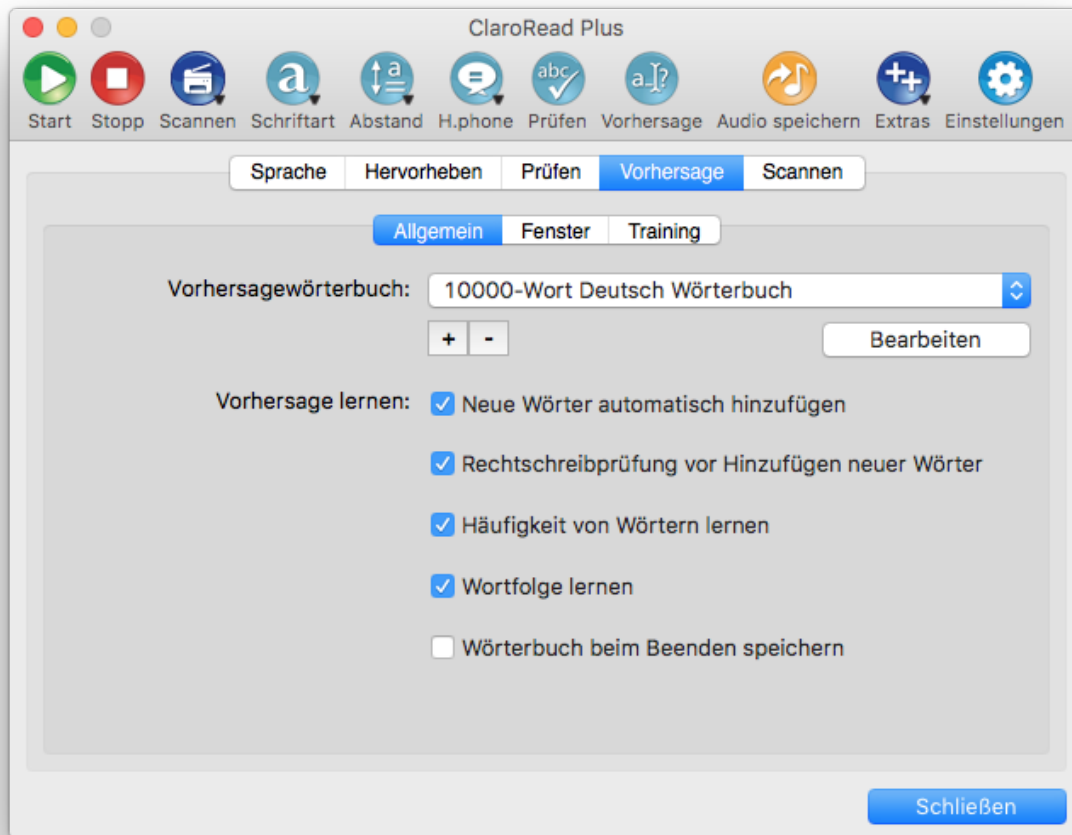 ClaroRead Plus
a a abc a ?
Start Stopp Scannen Schriftart Abstand H.phone Prüfen Vorhersage Audio speichern Extras Einstellungen
Sprache Hervorheben Prüfen Vorhersage Scannen
Allgemein Fenster Training
Vorhersagewörterbuch: 10000-Wort Deutsch Wörterbuch
+ - Bearbeiten
Vorhersage lernen: Neue Wörter automatisch hinzufügen
Rechtschreibprüfung vor Hinzufügen neuer Wörter
Häufigkeit von Wörtern lernen
Wortfolge lernen
Wörterbuch beim Beenden speichern
Schließen